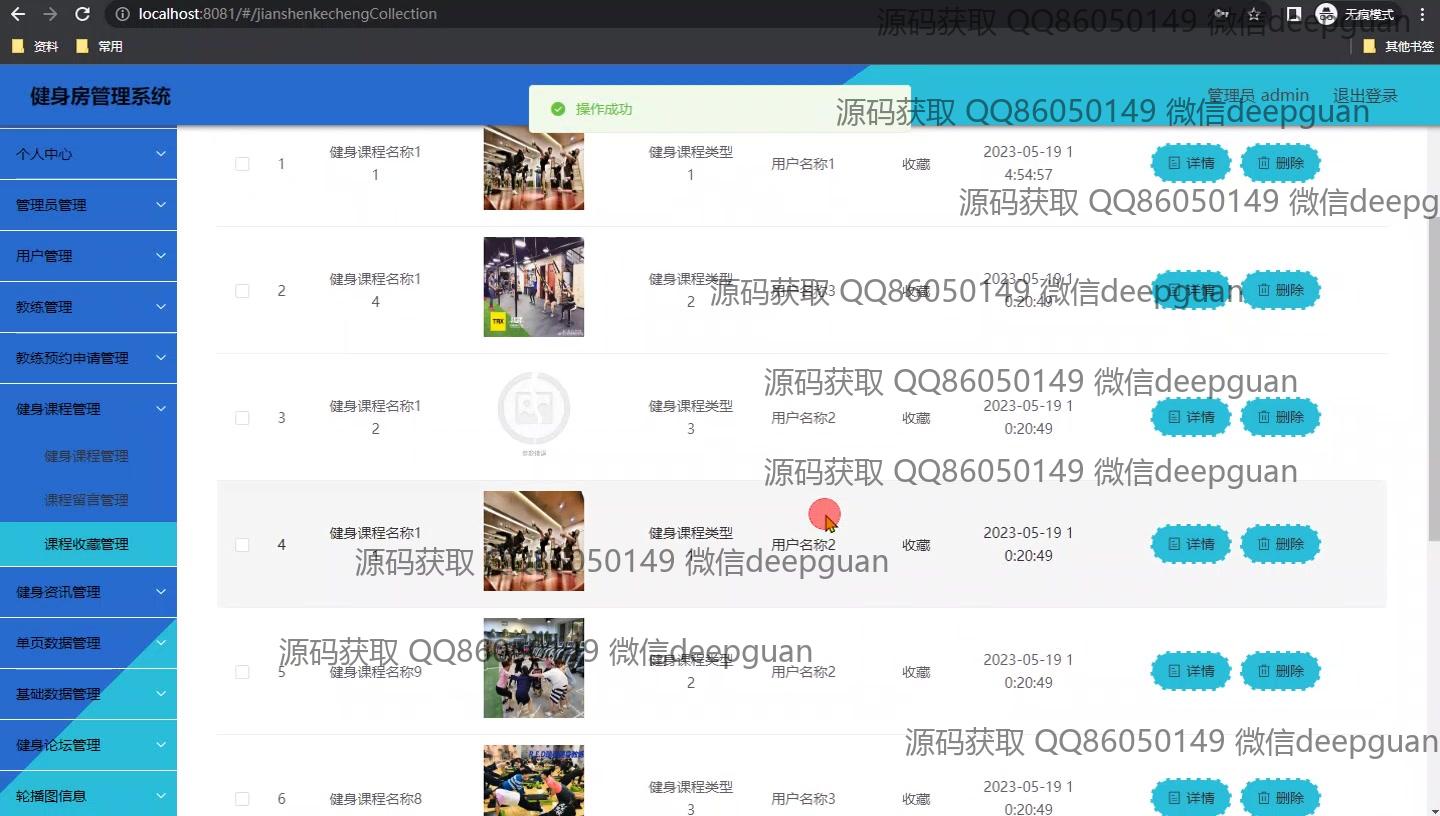 localhost:8081/#/jianshenkechengCollection
无痕模式
资料
常用
其他书签
源码获取 QQ86050149 微信deepguan
健身房管理系统
操作成功
管理员 admin
退出登录
源码获取 QQ86050149 微信deepguan
个人中心
管理员管理
用户管理
教练管理
教练预约申请管理
健身课程管理
健身课程管理
课程留言管理
课程收藏管理
健身资讯管理
单页数据管理
基础数据管理
健身论坛管理
轮播图信息
1
健身课程名称1
1
健身课程类型
1
用户名称1
收藏
2023-05-19 1
4:54:57
详情
删除
源码获取 QQ86050149 微信deepg
2
健身课程名称1
4
TRX
健身课程类型
2
用户名称3
收藏
2023-05-19 1
0:20:49
详情
删除
源码获取 QQ86050149 微信deepguan
源码获取 QQ86050149 微信deepguan
3
健身课程名称1
2
健身课程类型
3
用户名称2
收藏
2023-05-19 1
0:20:49
详情
删除
源码获取 QQ86050149 微信deepguan
4
健身课程名称1
1
健身课程类型
用户名称2
收藏
2023-05-19 1
0:20:49
详情
删除
源码获取 QQ86050149 微信deepguan
源码获取 QQ86050149 微信deepguan
5
健身课程名称9
健身课程类型
2
用户名称2
收藏
2023-05-19 1
0:20:49
详情
删除
源码获取 QQ86050149 微信deepguan
6
健身课程名称8
健身课程类型
3
用户名称3
收藏
2023-05-19 1
0:20:49
详情
删除